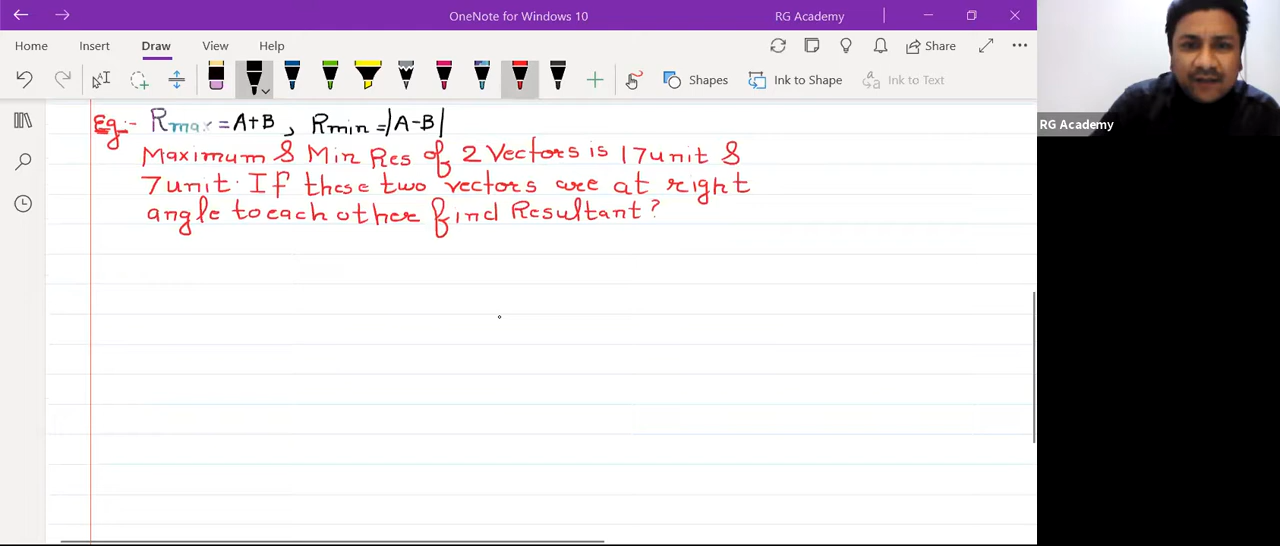 OneNote for Windows 10
RG Academy
Home Insert Draw View Help
Share
Shapes Ink to Shape Ink to Text
RG Academy
Eg:- Rmax = A+B , Rmin = |A-B|
Maximum & Min Res of 2 Vectors is 17unit &
7unit. If these two vectors are at right
angle to each other find Resultant?